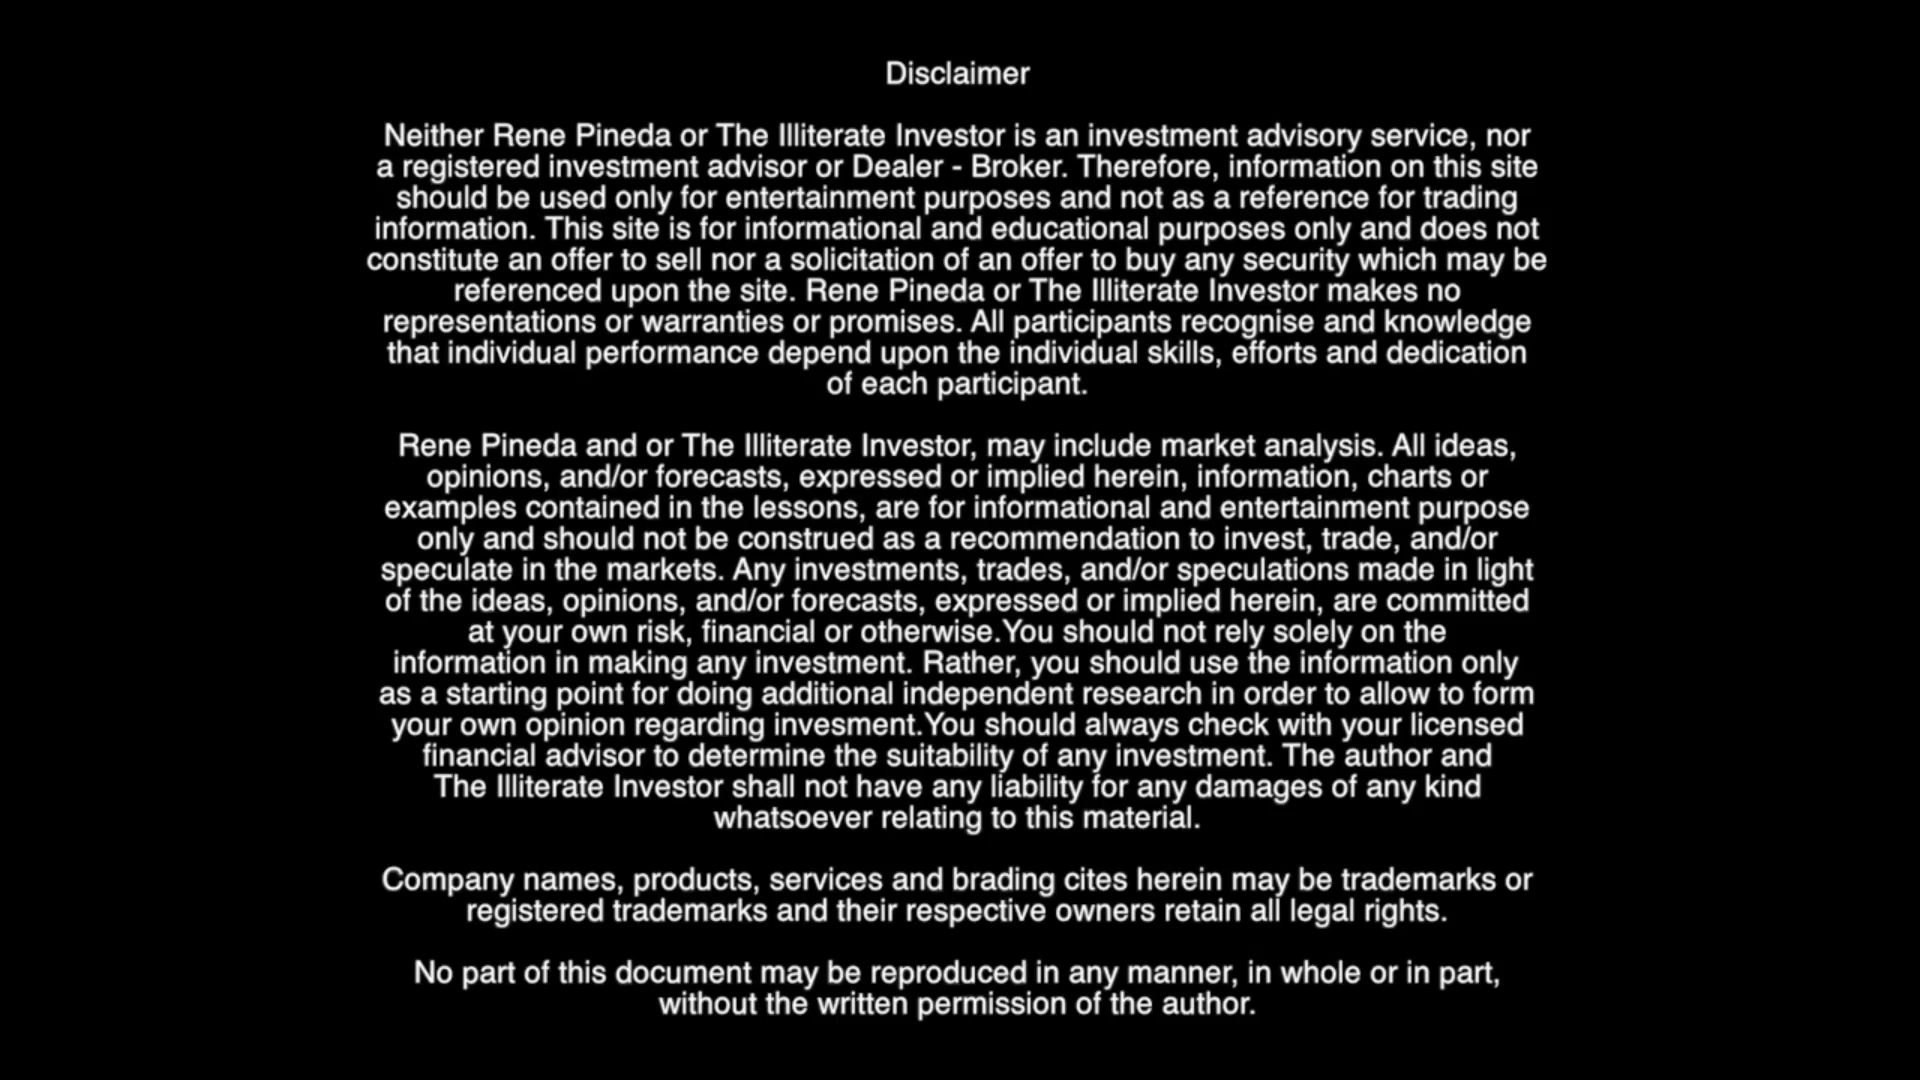 Disclaimer
Neither Rene Pineda or The Illiterate Investor is an investment advisory service, nor
a registered investment advisor or Dealer - Broker. Therefore, information on this site
should be used only for entertainment purposes and not as a reference for trading
information. This site is for informational and educational purposes only and does not
constitute an offer to sell nor a solicitation of an offer to buy any security which may be
referenced upon the site. Rene Pineda or The Illiterate Investor makes no
representations or warranties or promises. All participants recognise and knowledge
that individual performance depend upon the individual skills, efforts and dedication
of each participant.
Rene Pineda and or The Illiterate Investor, may include market analysis. All ideas,
opinions, and/or forecasts, expressed or implied herein, information, charts or
examples contained in the lessons, are for informational and entertainment purpose
only and should not be construed as a recommendation to invest, trade, and/or
speculate in the markets. Any investments, trades, and/or speculations made in light
of the ideas, opinions, and/or forecasts, expressed or implied herein, are committed
at your own risk, financial or otherwise.You should not rely solely on the
information in making any investment. Rather, you should use the information only
as a starting point for doing additional independent research in order to allow to form
your own opinion regarding invesment.You should always check with your licensed
financial advisor to determine the suitability of any investment. The author and
The Illiterate Investor shall not have any liability for any damages of any kind
whatsoever relating to this material.
Company names, products, services and brading cites herein may be trademarks or
registered trademarks and their respective owners retain all legal rights.
No part of this document may be reproduced in any manner, in whole or in part,
without the written permission of the author.